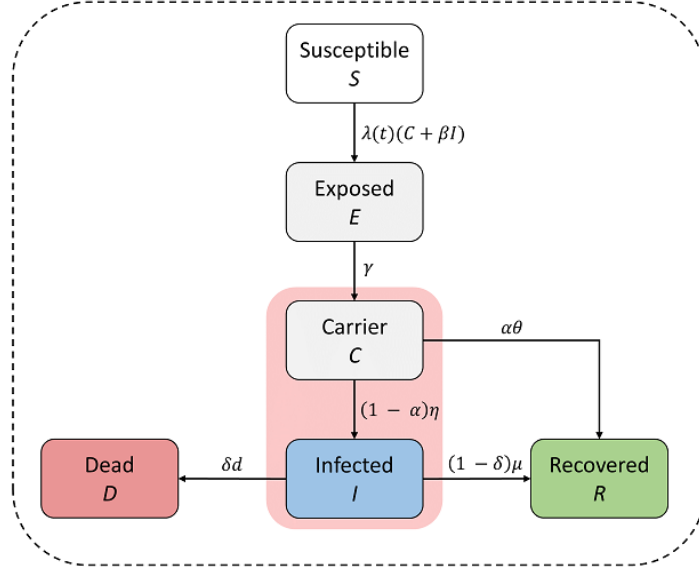 Susceptible
S
λ(t)(C + βI)
Exposed
E
γ
Carrier
C
αθ
(1 − α)η
Dead
D
δd
Infected
I
(1 − δ)μ
Recovered
R